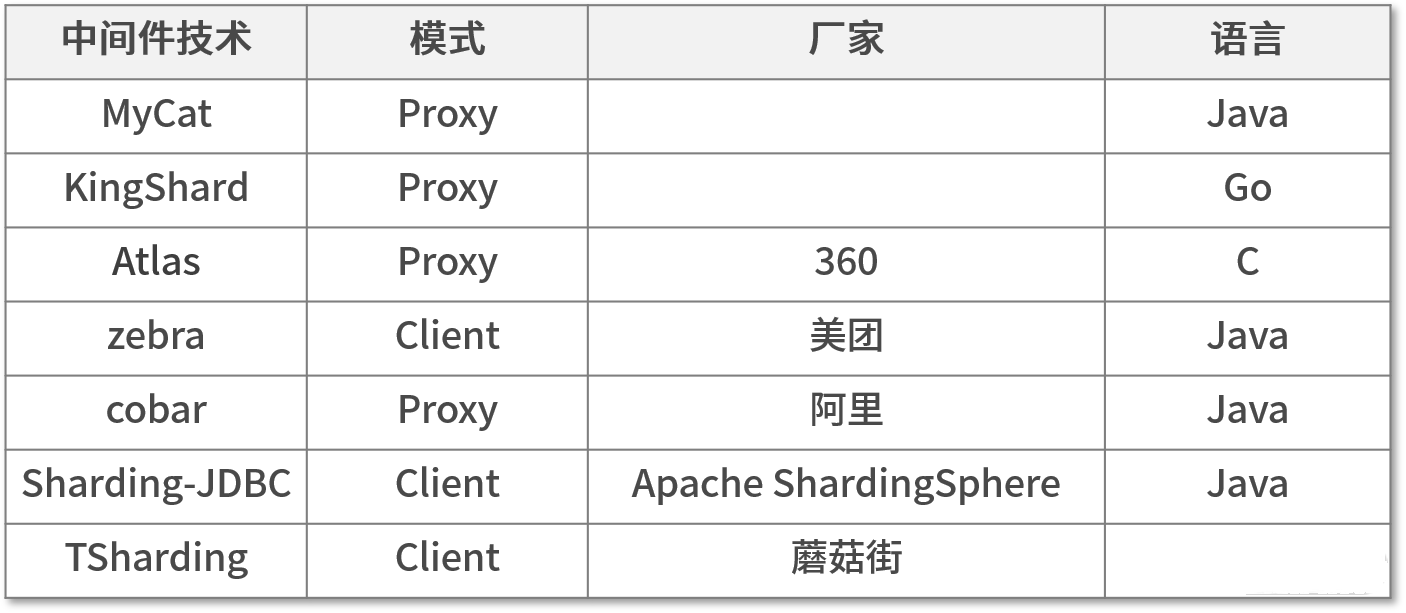 中间件技术 模式 厂家 语言
MyCat Proxy Java
KingShard Proxy Go
Atlas Proxy 360 C
zebra Client 美团 Java
cobar Proxy 阿里 Java
Sharding-JDBC Client Apache ShardingSphere Java
TSharding Client 蘑菇街